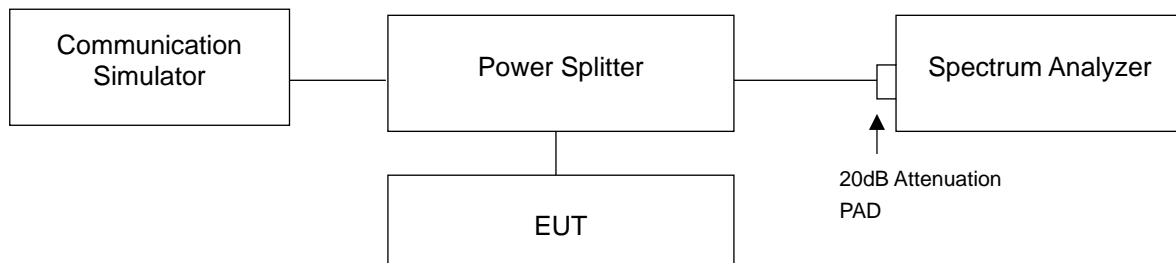 Communication
Simulator
Power Splitter
Spectrum Analyzer
20dB Attenuation
PAD
EUT